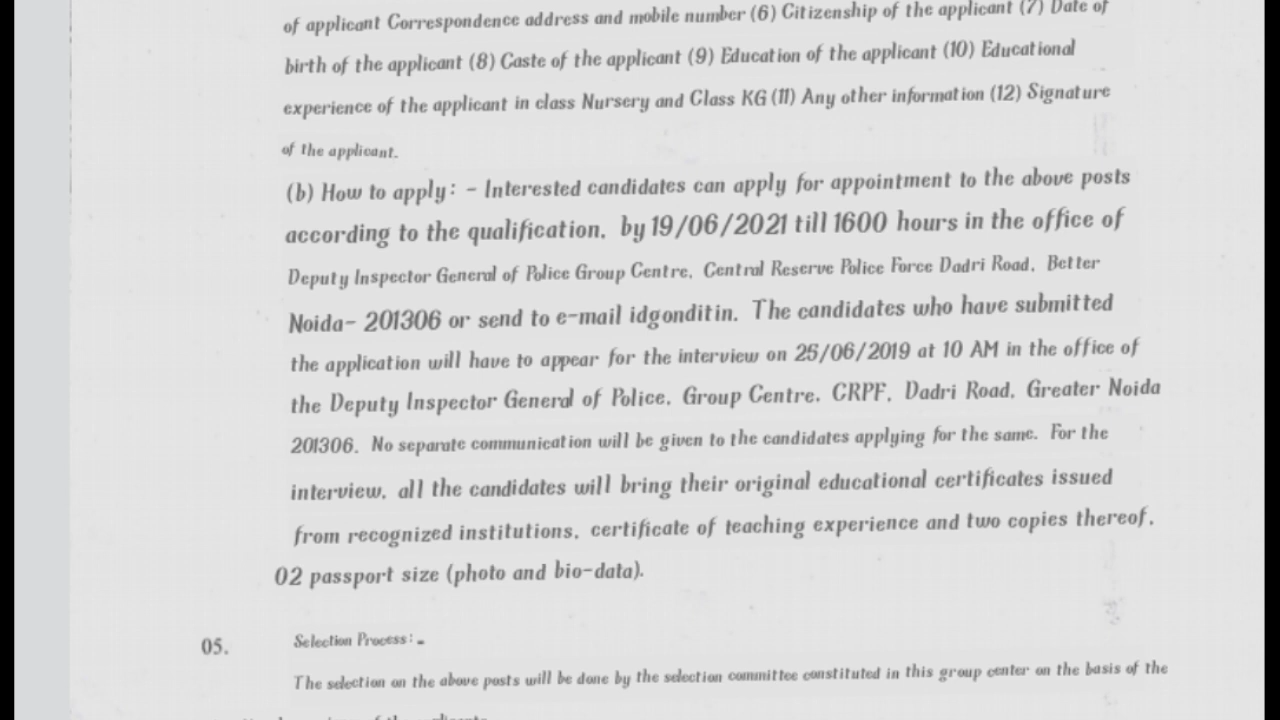 of applicant Correspondence address and mobile number (6) Citizenship of the applicant (7) Date of
birth of the applicant (8) Caste of the applicant (9) Education of the applicant (10) Educational
experience of the applicant in class Nursery and Class KG (11) Any other information (12) Signature
of the applicant.
(b) How to apply: - Interested candidates can apply for appointment to the above posts
according to the qualification, by 19/06/2021 till 1600 hours in the office of
Deputy Inspector General of Police Group Centre, Central Reserve Police Force Dadri Road, Better
Noida- 201306 or send to e-mail idgonditin. The candidates who have submitted
the application will have to appear for the interview on 25/06/2019 at 10 AM in the office of
the Deputy Inspector General of Police, Group Centre, CRPF, Dadri Road, Greater Noida
201306. No separate communication will be given to the candidates applying for the same. For the
interview, all the candidates will bring their original educational certificates issued
from recognized institutions, certificate of teaching experience and two copies thereof,
02 passport size (photo and bio-data).
05. Selection Process:-
The selection on the above posts will be done by the selection committee constituted in this group center on the basis of the